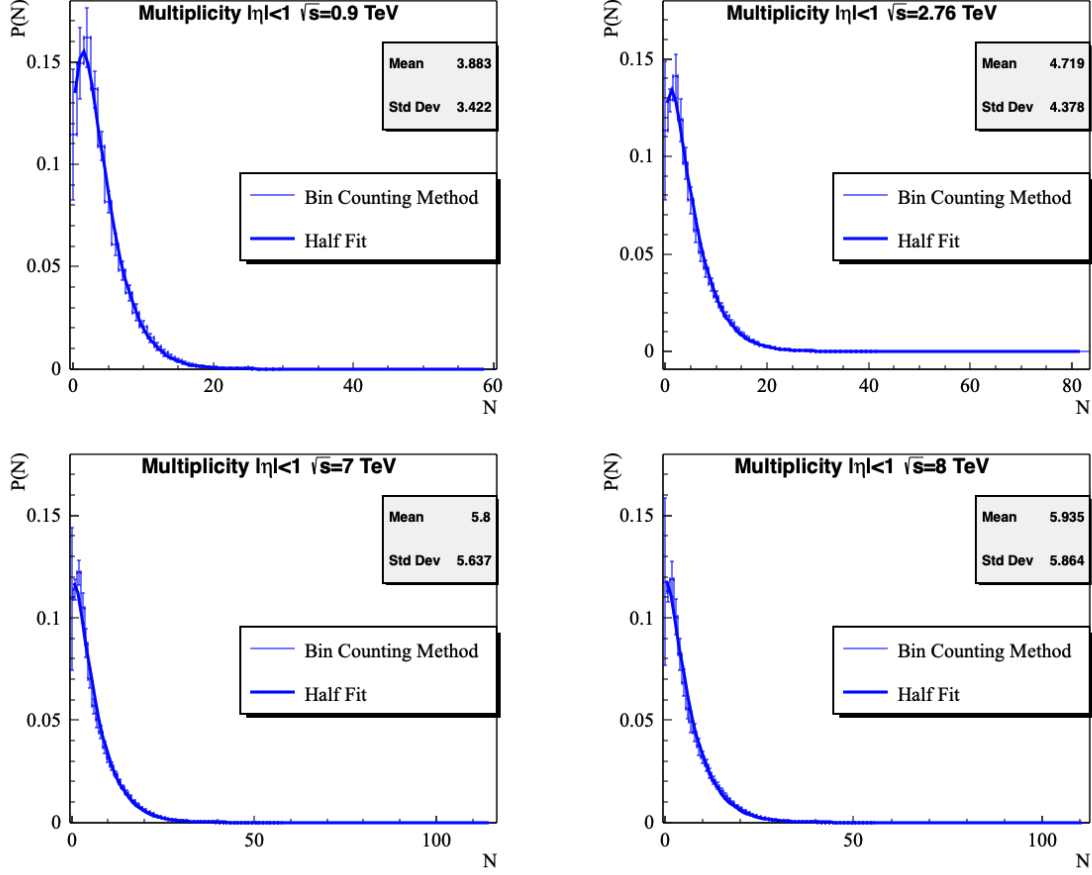 Multiplicity |η|<1 √s=0.9 TeV
P(N)
Mean 3.883
Std Dev 3.422
Bin Counting Method
Half Fit
0.15
0.1
0.05
0
0 20 40 60
N
Multiplicity |η|<1 √s=2.76 TeV
P(N)
Mean 4.719
Std Dev 4.378
Bin Counting Method
Half Fit
0.15
0.1
0.05
0
0 20 40 60 80
N
Multiplicity |η|<1 √s=7 TeV
P(N)
Mean 5.8
Std Dev 5.637
Bin Counting Method
Half Fit
0.15
0.1
0.05
0
0 50 100
N
Multiplicity |η|<1 √s=8 TeV
P(N)
Mean 5.935
Std Dev 5.864
Bin Counting Method
Half Fit
0.15
0.1
0.05
0
0 50 100
N